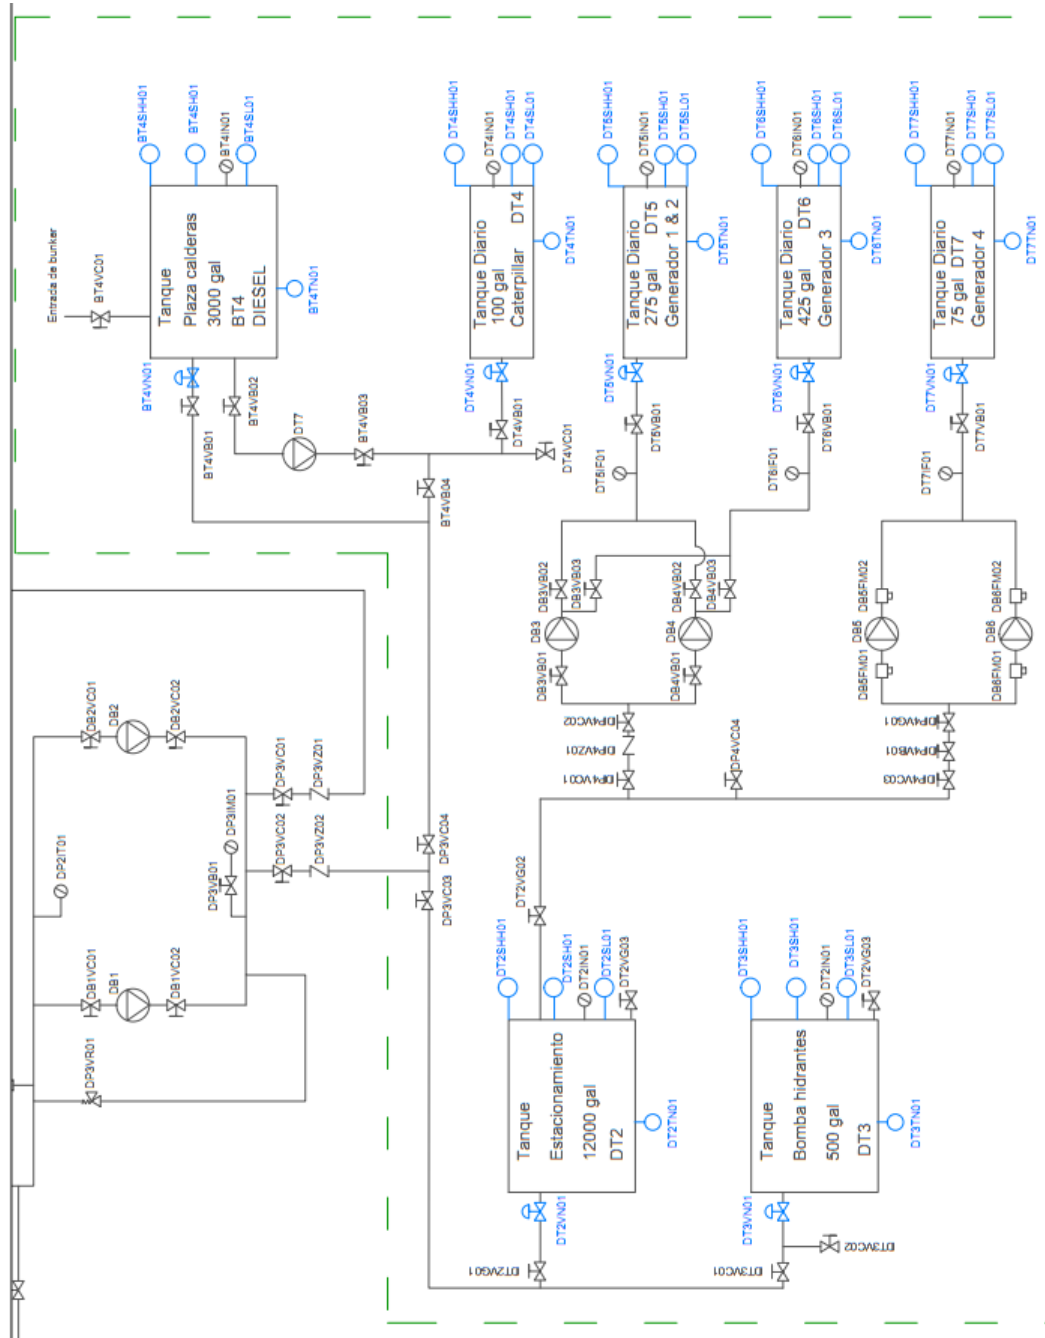 Entrada de bunker
BT4VC01
BT4SHH01
BT4SH01
BT4IN01
BT4SL01
Tanque
Plaza calderas
3000 gal
BT4
DIESEL
BT4TN01
BT4VN01
BT4VB01
BT4VB02
DT7
BT4VB03
BT4VB04
DT4SHH01
DT4IN01
DT4SH01
DT4SL01
Tanque Diario
100 gal DT4
Caterpillar
DT4TN01
DT4VN01
DT4VB01
DT4VC01
DT5SHH01
DT5IN01
DT5SH01
DT5SL01
Tanque Diario
275 gal DT5
Generador 1 & 2
DT5TN01
DT5VN01
DT5VB01
DT5IF01
DT6SHH01
DT6IN01
DT6SH01
DT6SL01
Tanque Diario
425 gal DT6
Generador 3
DT6TN01
DT6VN01
DT6VB01
DT6IF01
DT7SHH01
DT7IN01
DT7SH01
DT7SL01
Tanque Diario
75 gal DT7
Generador 4
DT7TN01
DT7VN01
DT7VB01
DT7IF01
DB3VB02
DB3VB03
DB3
DB3VB01
DB4VB02
DB4VB03
DB4
DB4VB01
DB5FM02
DB5
DB5FM01
DB6FM02
DB6
DB6FM01
DP4VC02
DP4VZ01
DP4VC01
DP4VC04
DP4VG01
DP4VB01
DP4VC03
DB2VC01
DB2
DB2VC02
DP2IT01
DP3IM01
DP3VB01
DP3VC01
DP3VZ01
DP3VC02
DP3VZ02
DB1VC01
DB1
DB1VC02
DP3VR01
DP3VC03
DP3VC04
DT2VG02
DT2SHH01
DT2SH01
DT2IN01
DT2SL01
DT2VG03
Tanque
Estacionamiento
12000 gal
DT2
DT2TN01
DT2VN01
DT2VG01
DT3SHH01
DT3SH01
DT2IN01
DT3SL01
DT2VG03
Tanque
Bomba hidrantes
500 gal
DT3
DT3TN01
DT3VN01
DT3VC01
DT3VC02